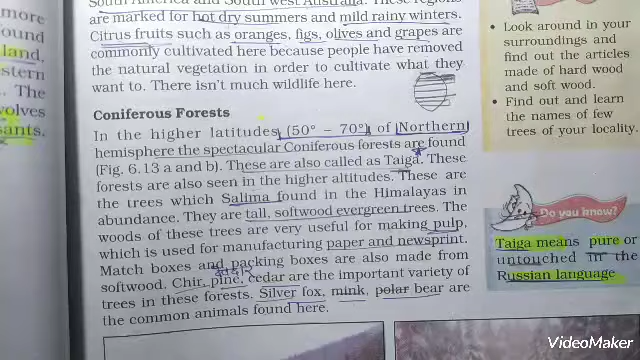 South America and South west Australia. These regions
are marked for hot dry summers and mild rainy winters.
Citrus fruits such as oranges, figs, olives and grapes are
commonly cultivated here because people have removed
the natural vegetation in order to cultivate what they
want to. There isn't much wildlife here.
Coniferous Forests
In the higher latitudes (50° – 70°) of Northern
hemisphere the spectacular Coniferous forests are found
(Fig. 6.13 a and b). These are also called as Taiga. These
forests are also seen in the higher altitudes. These are
the trees which Salima found in the Himalayas in
abundance. They are tall, softwood evergreen trees. The
woods of these trees are very useful for making pulp,
which is used for manufacturing paper and newsprint.
Match boxes and packing boxes are also made from
softwood. Chir, pine, cedar are the important variety of
trees in these forests. Silver fox, mink, polar bear are
the common animals found here.
more
ound
land,
stern
. The
volves
sants.
• Look around in your
surroundings and
find out the articles
made of hard wood
and soft wood.
• Find out and learn
the names of few
trees of your locality.
Do you know?
Taiga means pure or
untouched in the
Russian language
VideoMaker